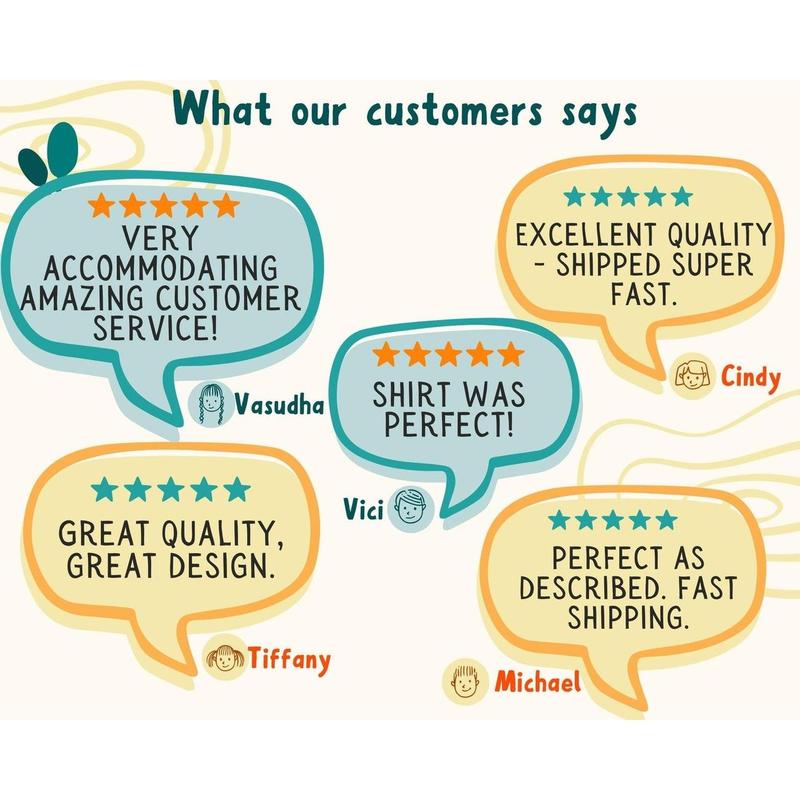 What our customers says
VERY
ACCOMMODATING
AMAZING CUSTOMER
SERVICE!
Vasudha
EXCELLENT QUALITY
- SHIPPED SUPER
FAST.
Cindy
SHIRT WAS
PERFECT!
Vici
GREAT QUALITY,
GREAT DESIGN.
Tiffany
PERFECT AS
DESCRIBED. FAST
SHIPPING.
Michael